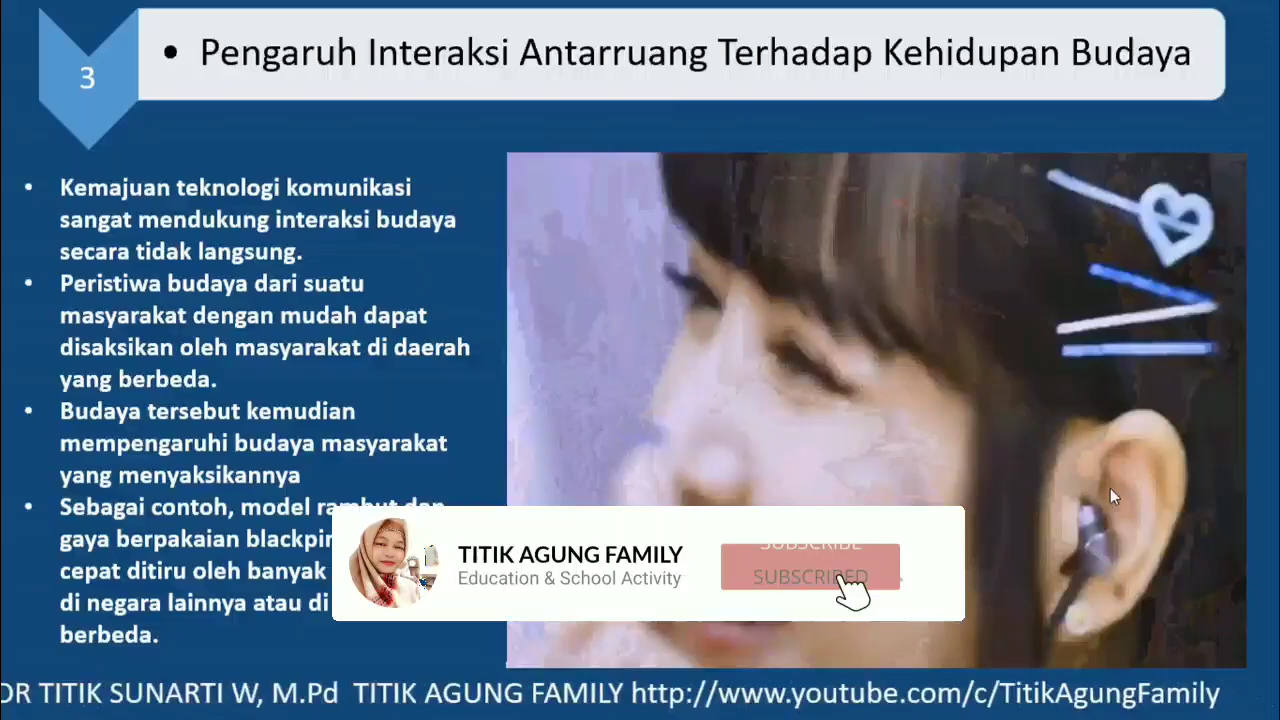 3
• Pengaruh Interaksi Antarruang Terhadap Kehidupan Budaya
• Kemajuan teknologi komunikasi
sangat mendukung interaksi budaya
secara tidak langsung.
• Peristiwa budaya dari suatu
masyarakat dengan mudah dapat
disaksikan oleh masyarakat di daerah
yang berbeda.
• Budaya tersebut kemudian
mempengaruhi budaya masyarakat
yang menyaksikannya
• Sebagai contoh, model rambut dan
gaya berpakaian
cepat ditiru oleh banyak
di negara lainnya atau di
berbeda.
TITIK AGUNG FAMILY
Education & School Activity
SUBSCRIBE
SUBSCRIBED
DR TITIK SUNARTI W, M.Pd TITIK AGUNG FAMILY http://www.youtube.com/c/TitikAgungFamily